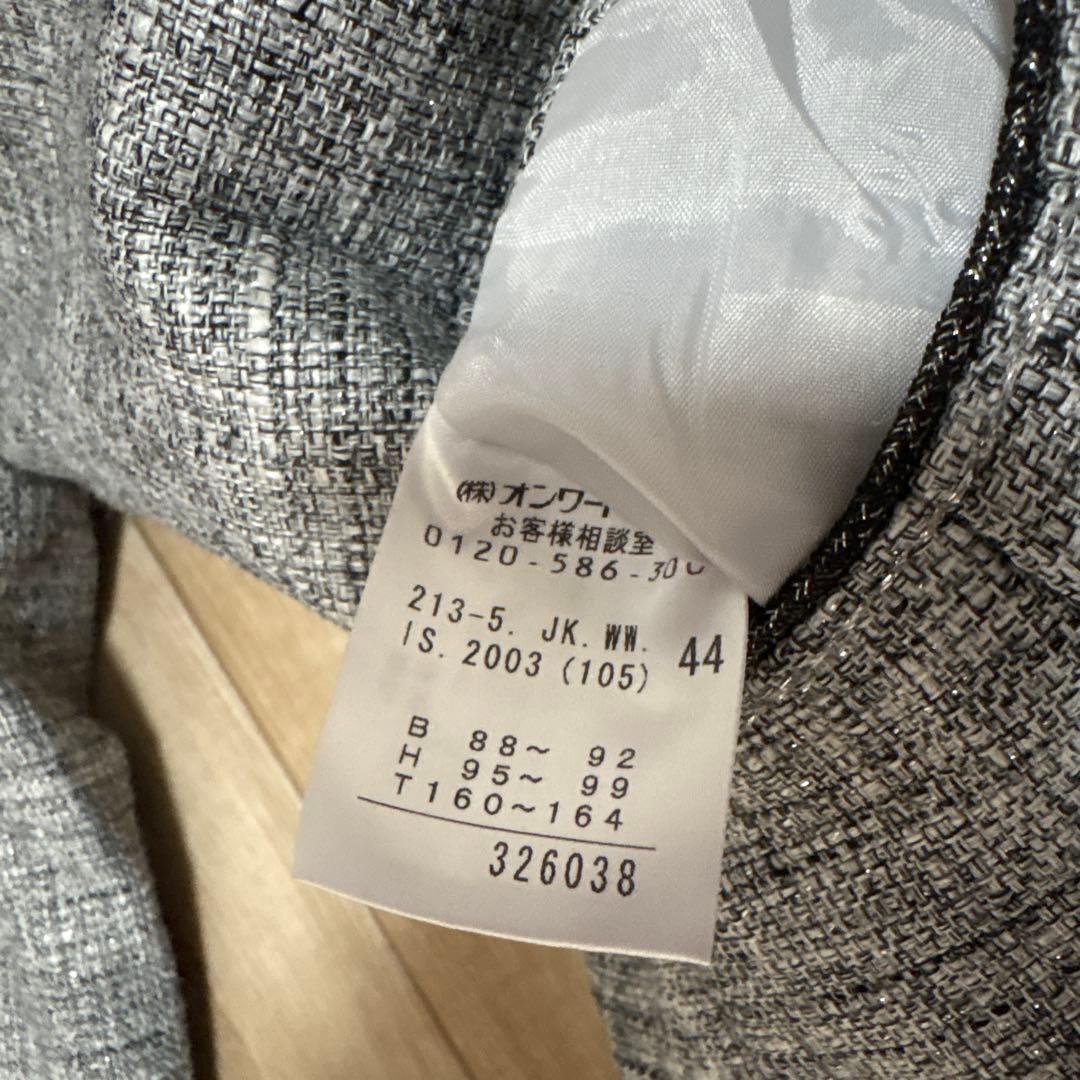 (株)オンワー
お客様相談室
0120-586-300
213-5. JK. WW.
IS. 2003 (105) 44
B 88～ 92
H 95～ 99
T160～164
326038